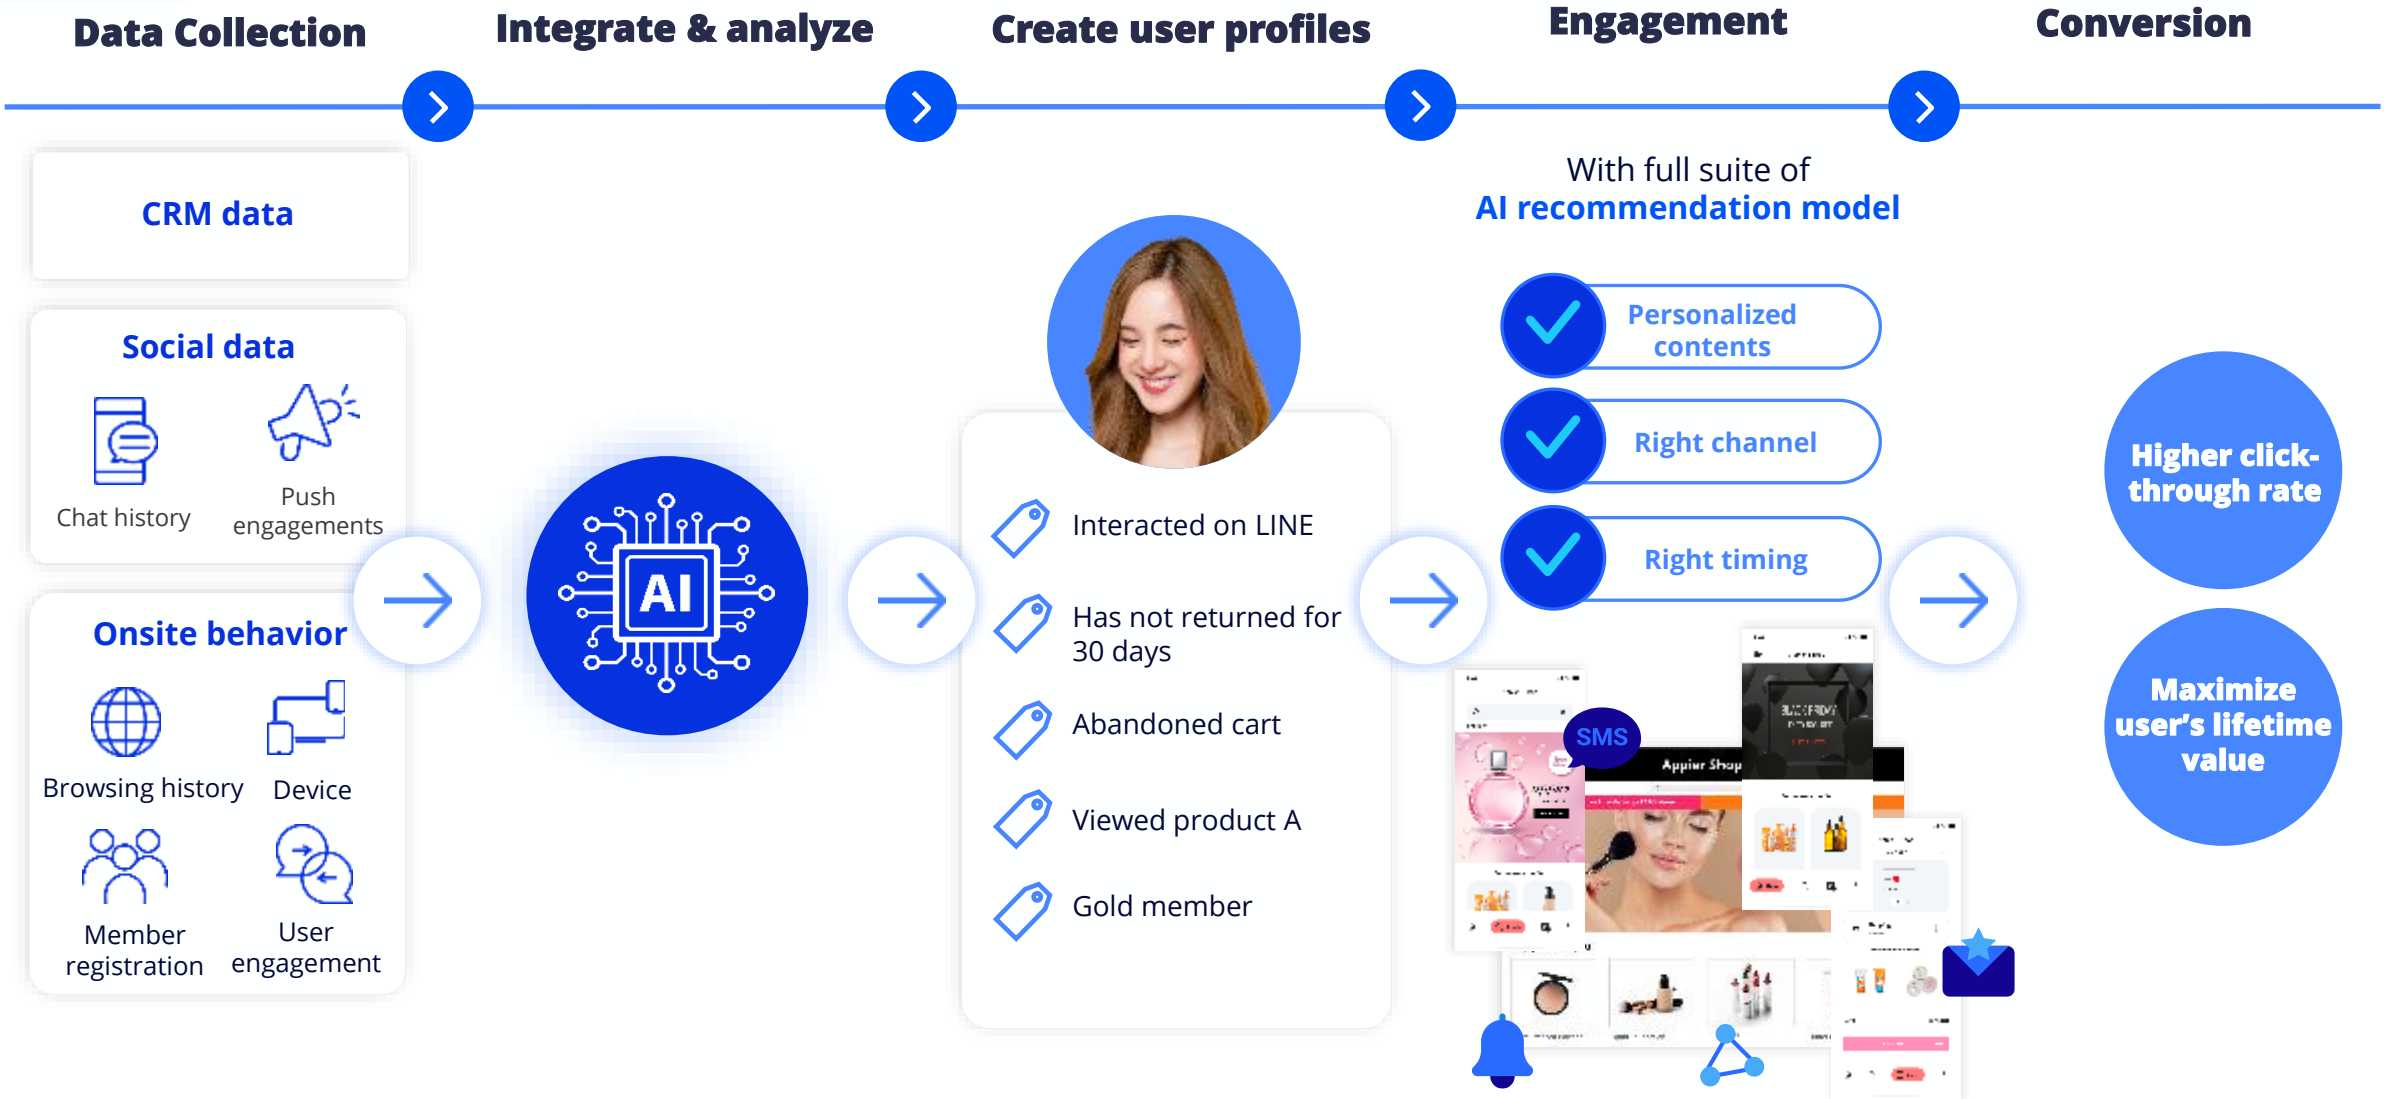 Data Collection
Integrate & analyze
Create user profiles
Engagement
Conversion
CRM data
Social data
Chat history
Push
engagements
Onsite behavior
Browsing history
Device
Member
registration
User
engagement
AI
Interacted on LINE
Has not returned for
30 days
Abandoned cart
Viewed product A
Gold member
With full suite of
AI recommendation model
Personalized
contents
Right channel
Right timing
SMS
Appier Shop
BLACK FRIDAY
Higher click-
through rate
Maximize
user’s lifetime
value